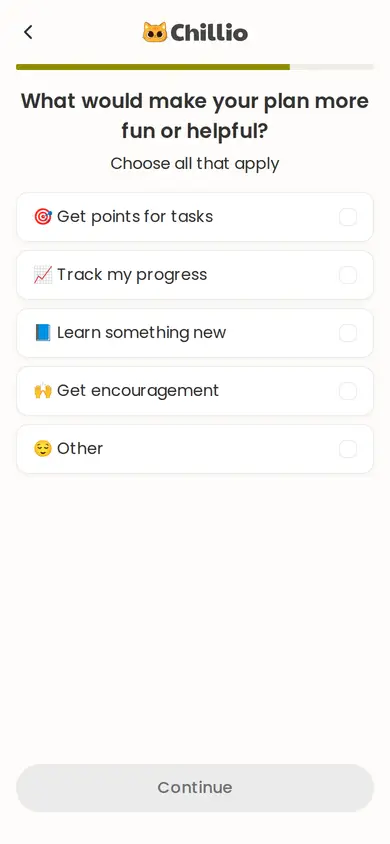 Chillio
What would make your plan more
fun or helpful?
Choose all that apply
Get points for tasks
Track my progress
Learn something new
Get encouragement
Other
Continue